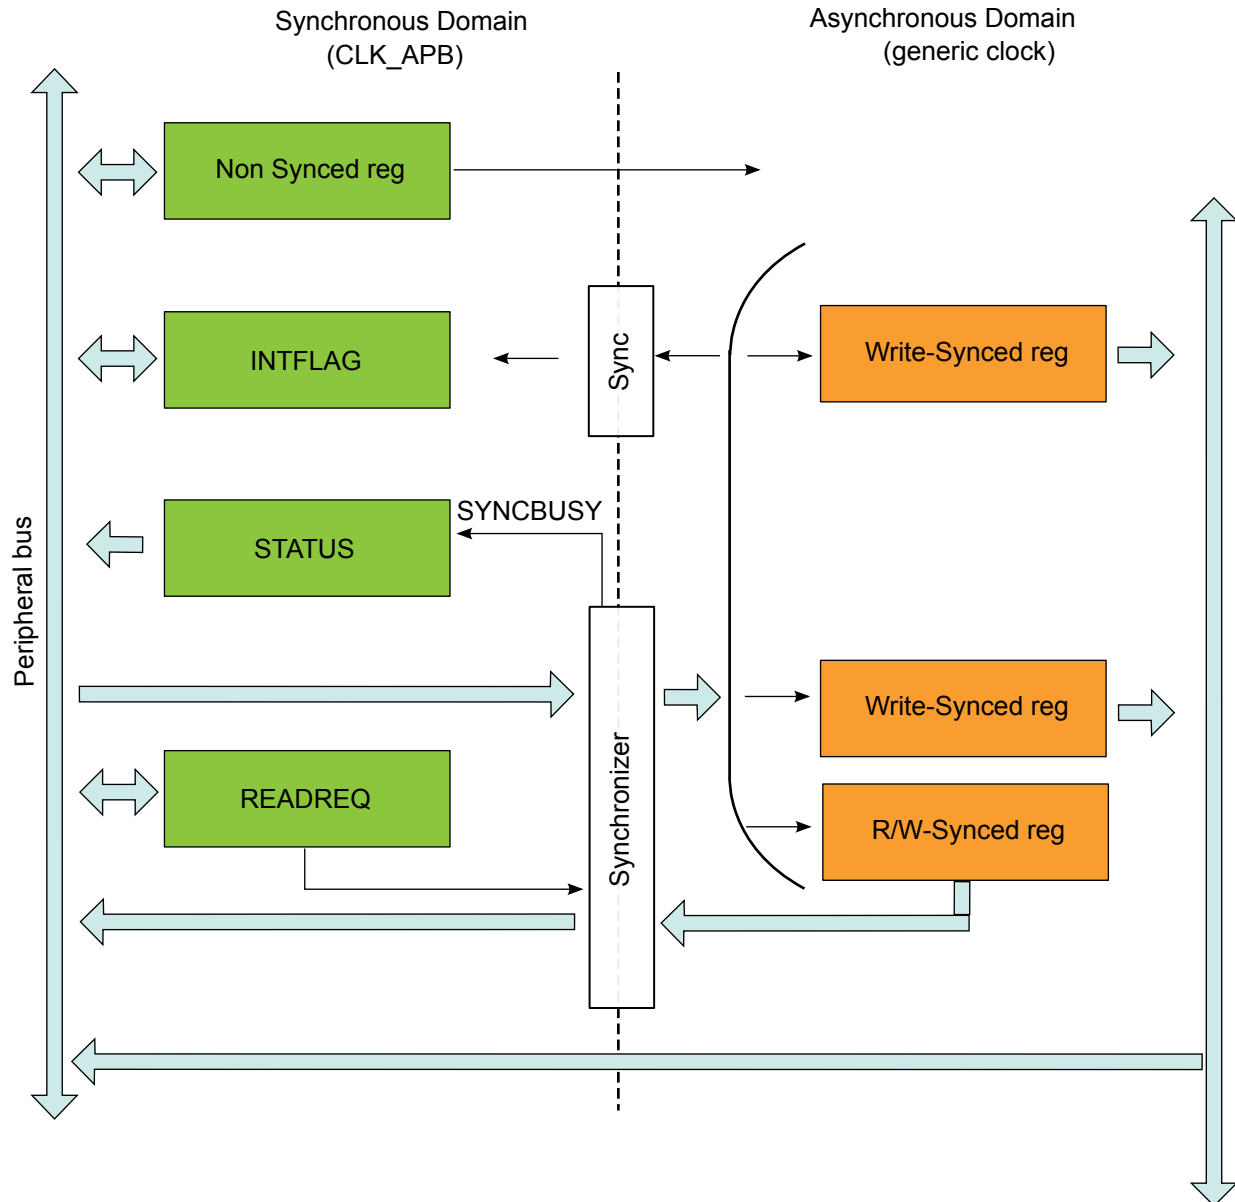 Synchronous Domain
(CLK_APB)
Asynchronous Domain
(generic clock)
Non Synced reg
INTFLAG
Sync
Write-Synced reg
SYNCBUSY
STATUS
Peripheral bus
Write-Synced reg
Synchronizer
READREQ
R/W-Synced reg